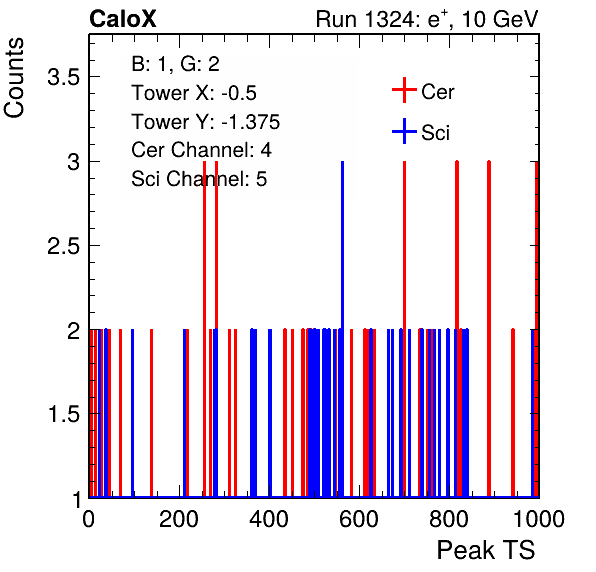 CaloX Run 1324: e+, 10 GeV
Counts
B: 1, G: 2
Tower X: -0.5
Tower Y: -1.375
Cer Channel: 4
Sci Channel: 5
Cer
Sci
3.5
3
2.5
2
1.5
1
0 200 400 600 800 1000
Peak TS